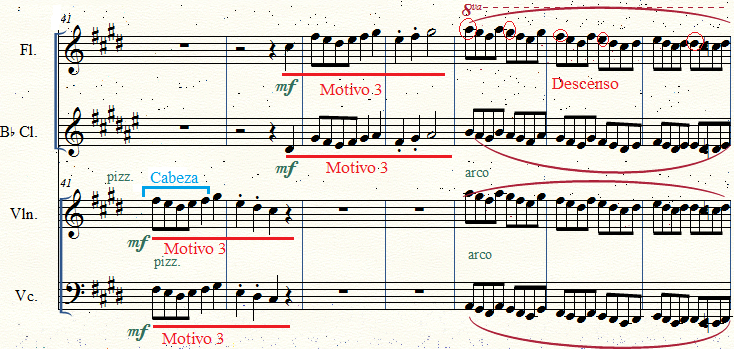 41
8va
Fl.
mf
Motivo 3
Descenso
B♭ Cl.
mf
Motivo 3
41
pizz.
Cabeza
arco
Vln.
mf
Motivo 3
pizz.
arco
Vc.
mf
Motivo 3